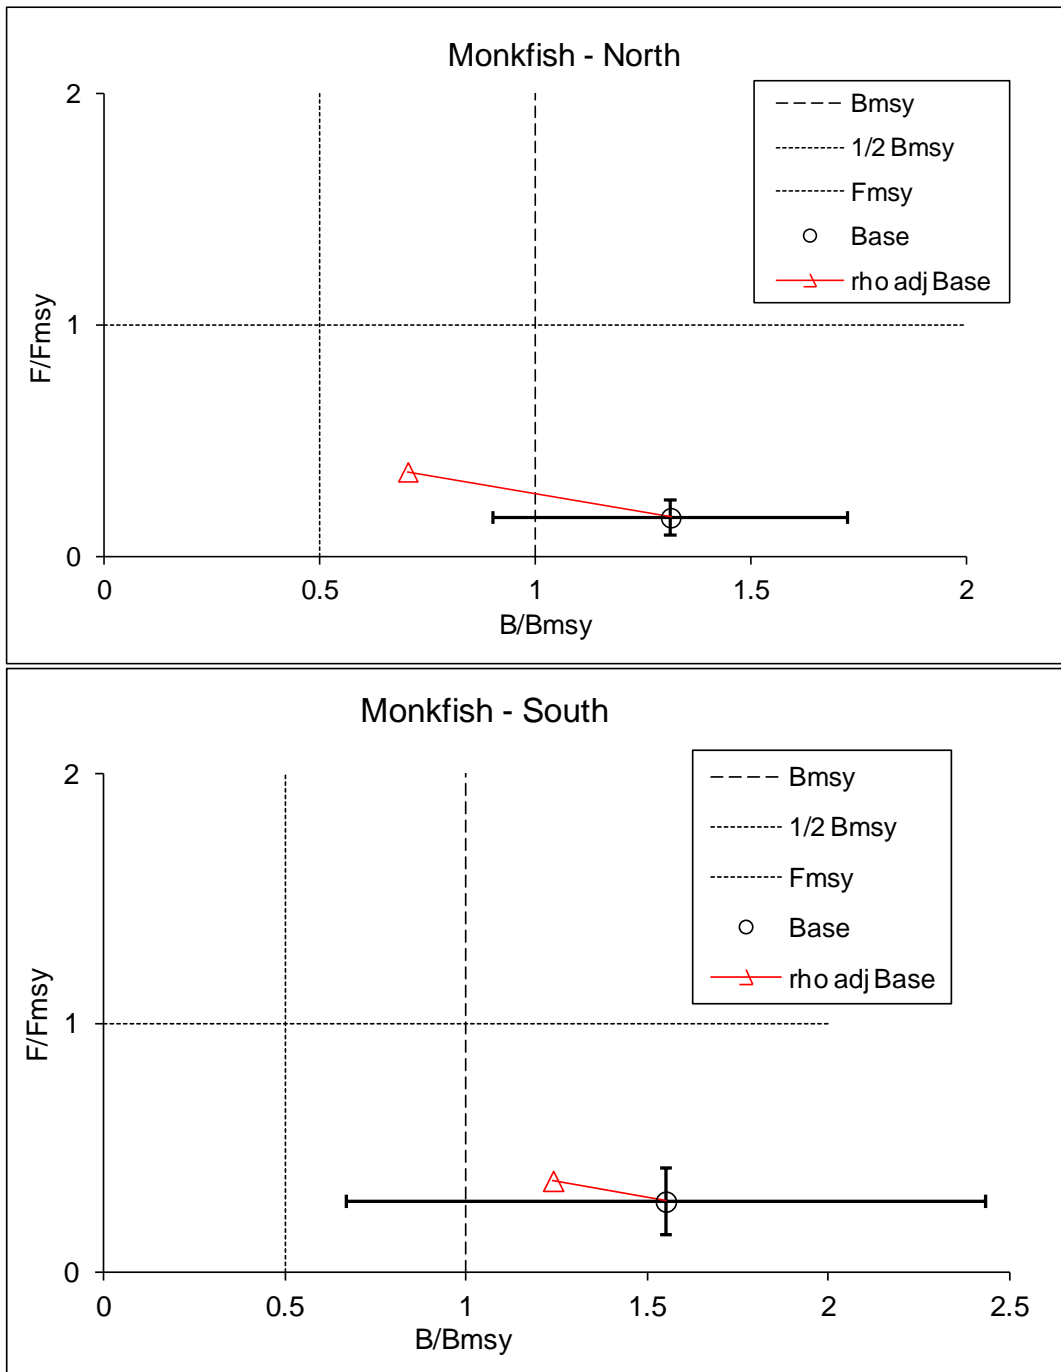 Monkfish - North
Bmsy
1/2 Bmsy
Fmsy
Base
rho adj Base
F/Fmsy
2
1
0
0 0.5 1 1.5 2
B/Bmsy
Monkfish - South
Bmsy
1/2 Bmsy
Fmsy
Base
rho adj Base
F/Fmsy
2
1
0
0 0.5 1 1.5 2 2.5
B/Bmsy